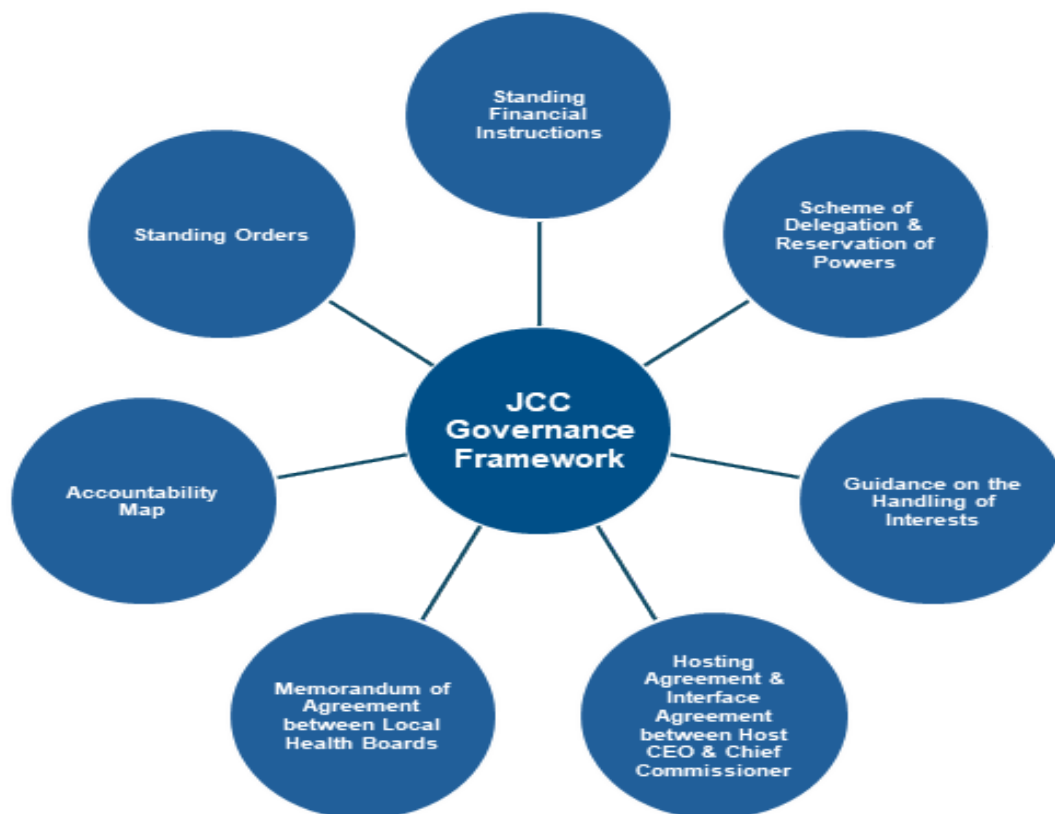 Standing
Financial
Instructions
Scheme of
Delegation &
Reservation of
Powers
Standing Orders
JCC
Governance
Framework
Guidance on the
Handling of
Interests
Accountability
Map
Hosting
Agreement &
Interface
Agreement
between Host
CEO & Chief
Commissioner
Memorandum of
Agreement
between Local
Health Boards